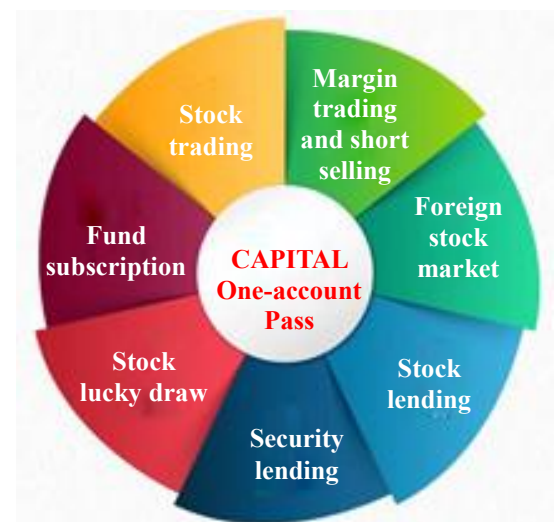 Stock
trading
Margin
trading
and short
selling
Foreign
stock
market
Stock
lending
Security
lending
Stock
lucky draw
Fund
subscription
CAPITAL
One-account
Pass